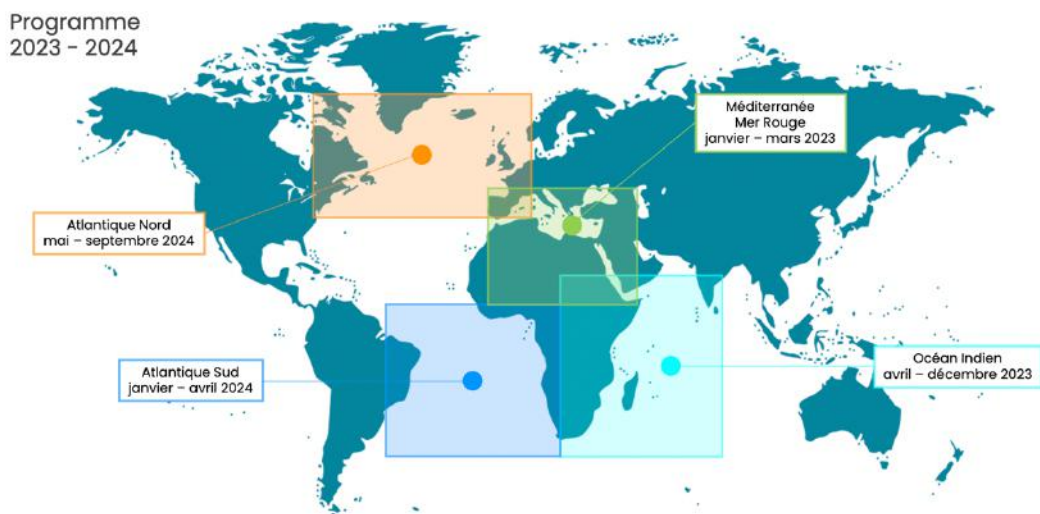 Programme
2023 - 2024
Méditerranée
Mer Rouge
janvier – mars 2023
Atlantique Nord
mai – septembre 2024
Atlantique Sud
janvier – avril 2024
Océan Indien
avril – décembre 2023